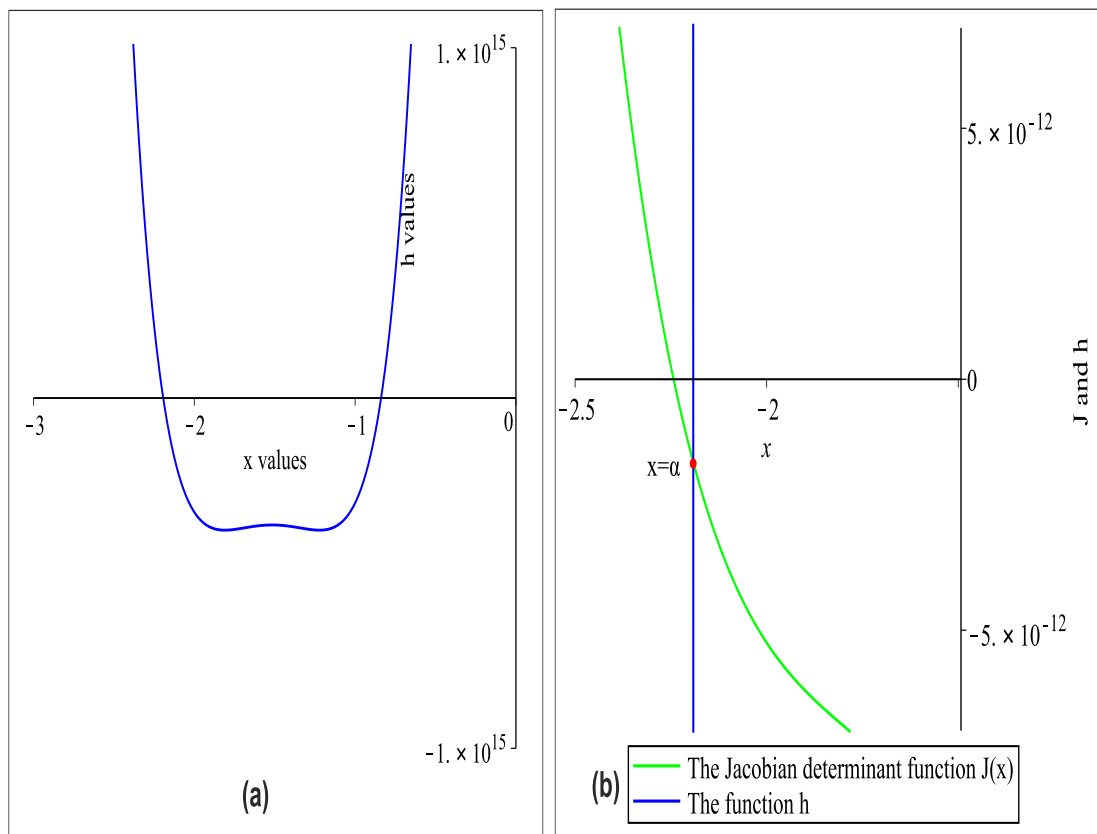 1. × 10^15
h values
-3
-2
-1
0
x values
-1. × 10^15
(a)
5. × 10^-12
0
-2.5
-2
x
J and h
x=α
-5. × 10^-12
(b)
The Jacobian determinant function J(x)
The function h